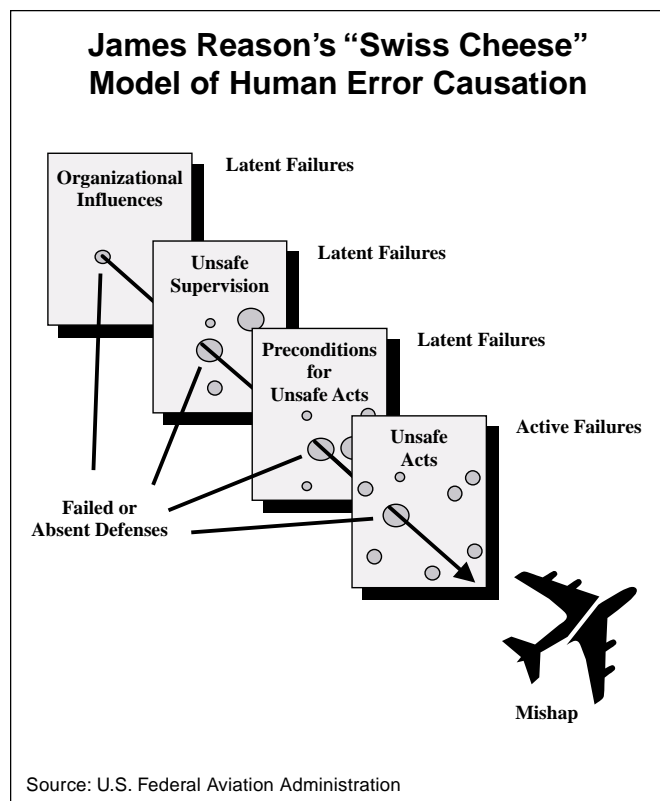 James Reason’s “Swiss Cheese”
Model of Human Error Causation
Organizational
Influences
Latent Failures
Unsafe
Supervision
Latent Failures
Preconditions
for
Unsafe Acts
Latent Failures
Unsafe
Acts
Active Failures
Failed or
Absent Defenses
Mishap
Source: U.S. Federal Aviation Administration